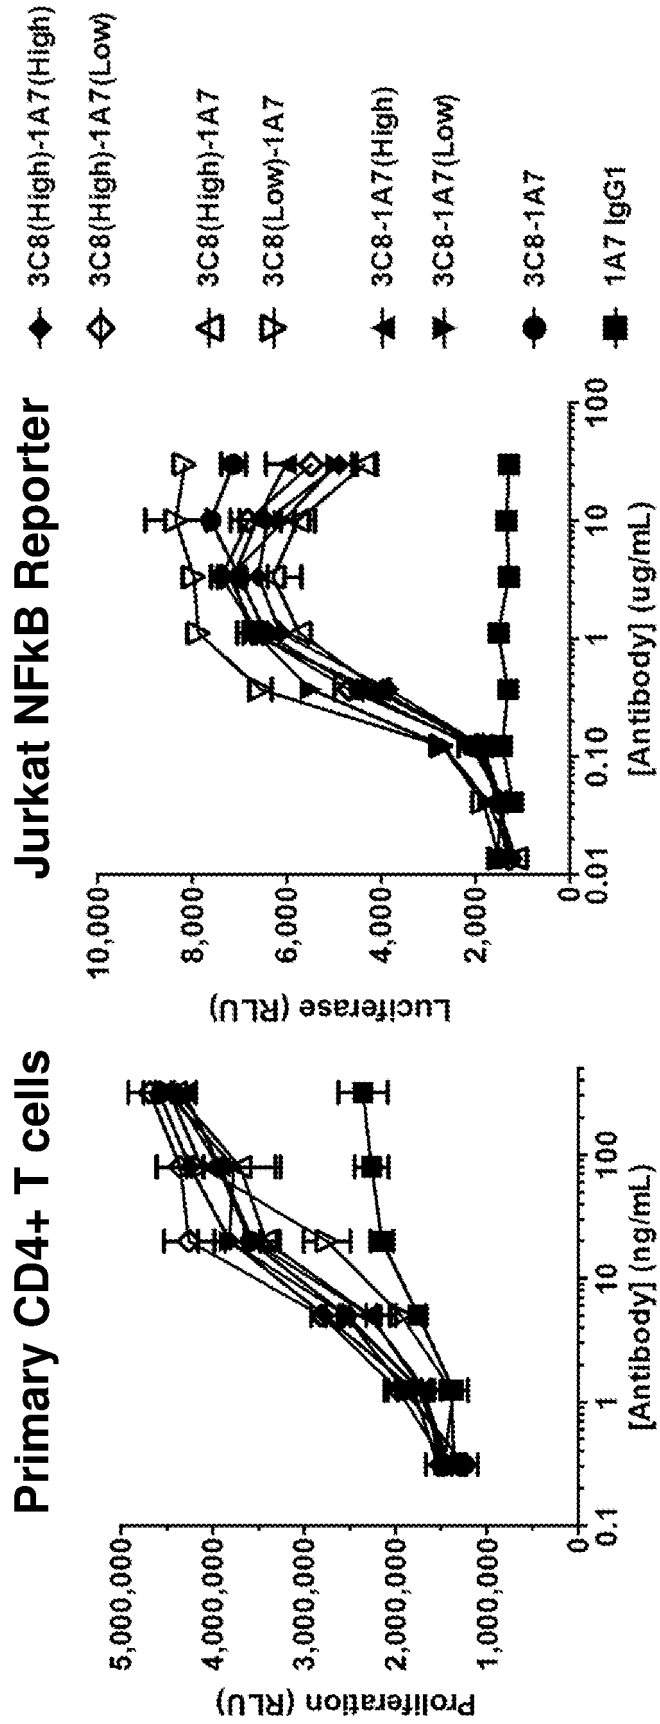 Primary CD4+ T cells
Proliferation (RLU)
5,000,000
4,000,000
3,000,000
2,000,000
1,000,000
0
0.1
1
10
100
[Antibody] (ng/mL)
Jurkat NFkB Reporter
Luciferase (RLU)
10,000
8,000
6,000
4,000
2,000
0
0.01
0.10
1
10
100
[Antibody] (ug/mL)
3C8(High)-1A7(High)
3C8(High)-1A7(Low)
3C8(High)-1A7
3C8(Low)-1A7
3C8-1A7(High)
3C8-1A7(Low)
3C8-1A7
1A7 IgG1